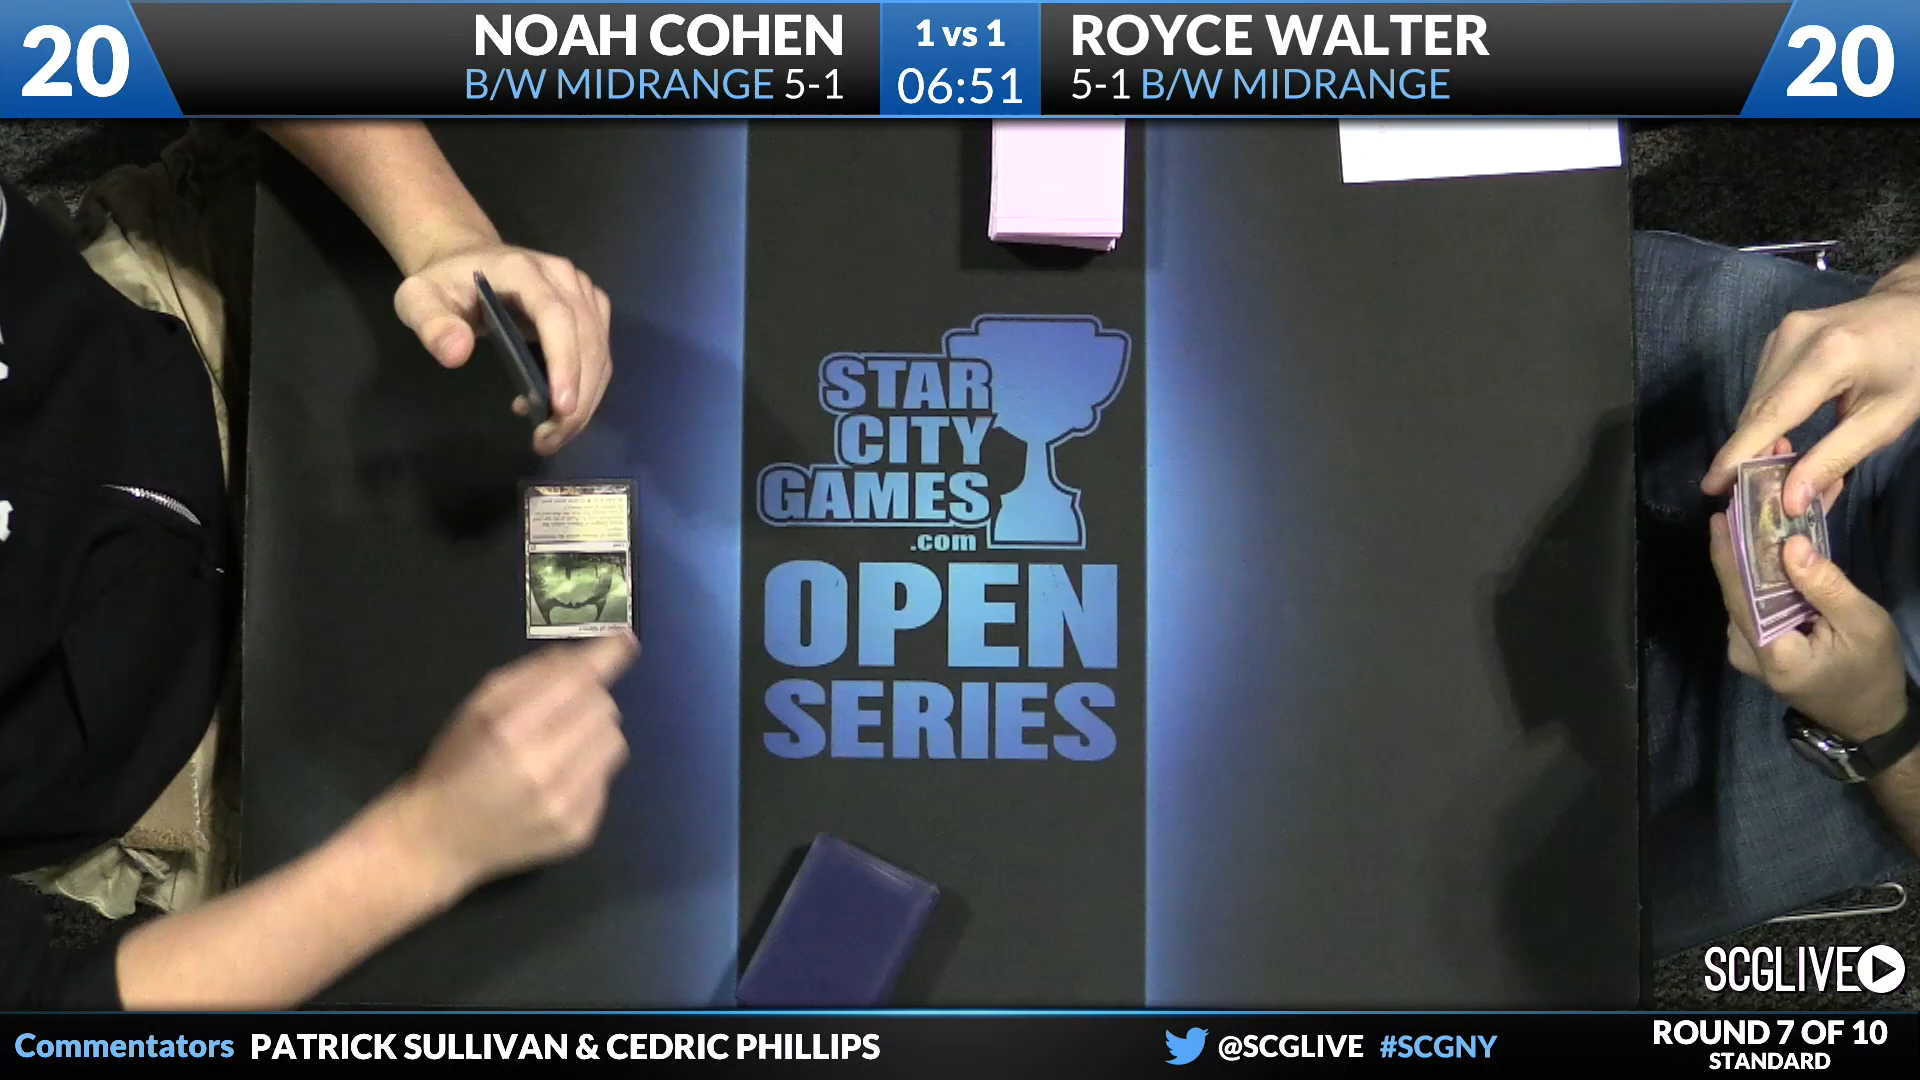 20
NOAH COHEN
B/W MIDRANGE 5-1
1 vs 1
06:51
ROYCE WALTER
5-1 B/W MIDRANGE
20
STAR
CITY
GAMES
.com
OPEN
SERIES
SCGLIVE
Commentators PATRICK SULLIVAN & CEDRIC PHILLIPS
@SCGLIVE #SCGNY
ROUND 7 OF 10
STANDARD